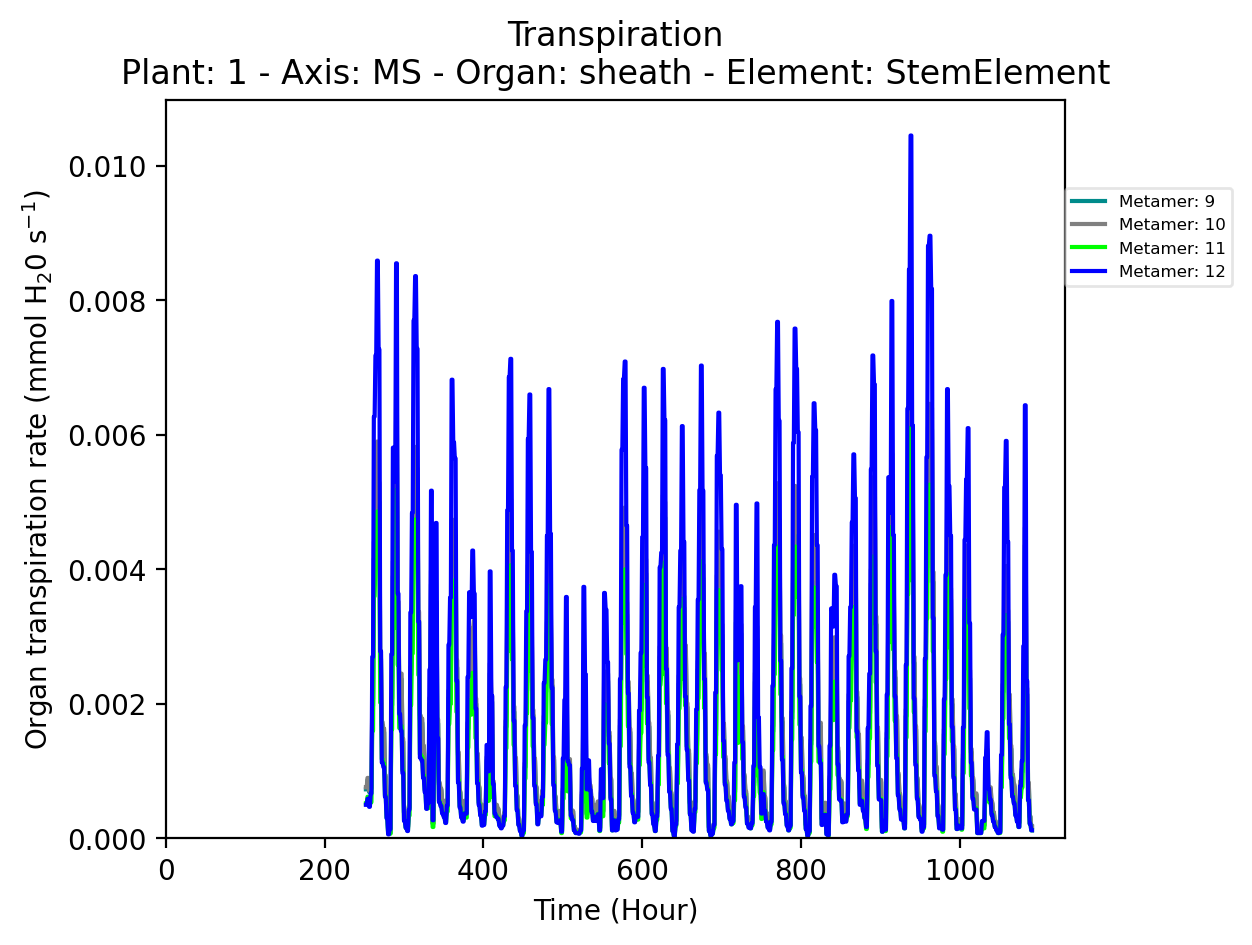 Transpiration
Plant: 1 - Axis: MS - Organ: sheath - Element: StemElement
Organ transpiration rate (mmol H₂0 s⁻¹)
0.010
0.008
0.006
0.004
0.002
0.000
Metamer: 9
Metamer: 10
Metamer: 11
Metamer: 12
0 200 400 600 800 1000
Time (Hour)